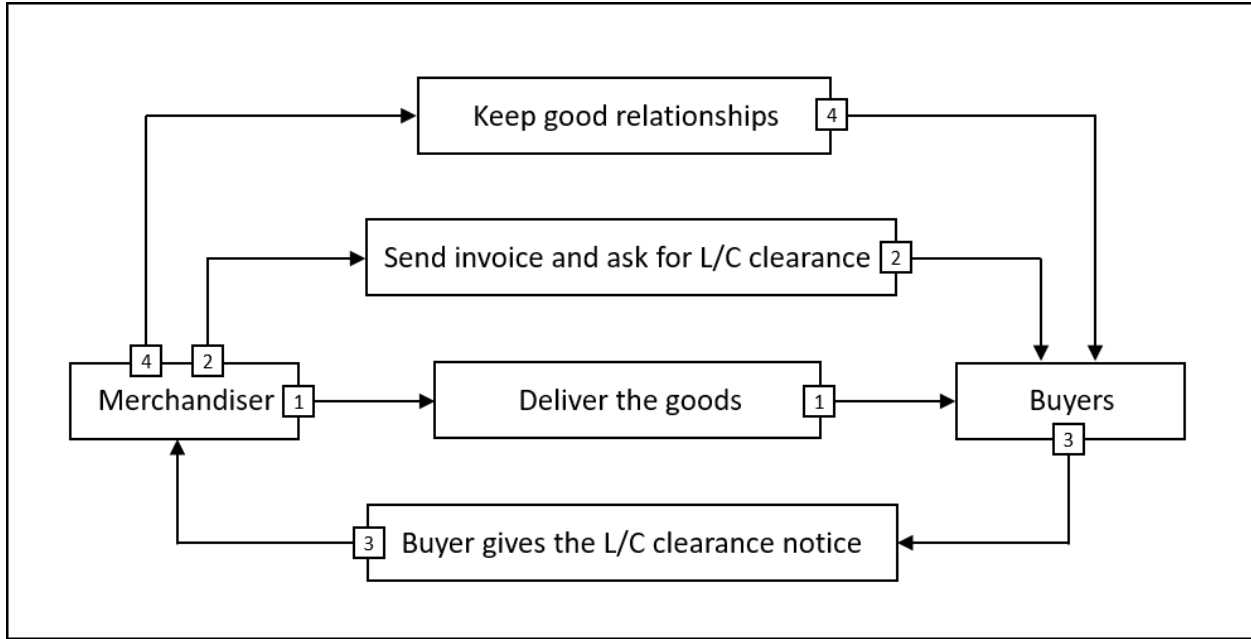 Keep good relationships
4
4
Send invoice and ask for L/C clearance
2
2
Merchandiser
1
Deliver the goods
1
Buyers
3
Buyer gives the L/C clearance notice
3